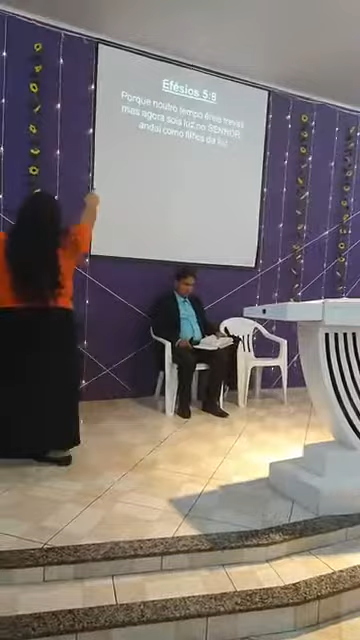 Efésios 5:8
Porque noutro tempo éreis trevas
mas agora sois luz no SENHOR;
andai como filhos da luz